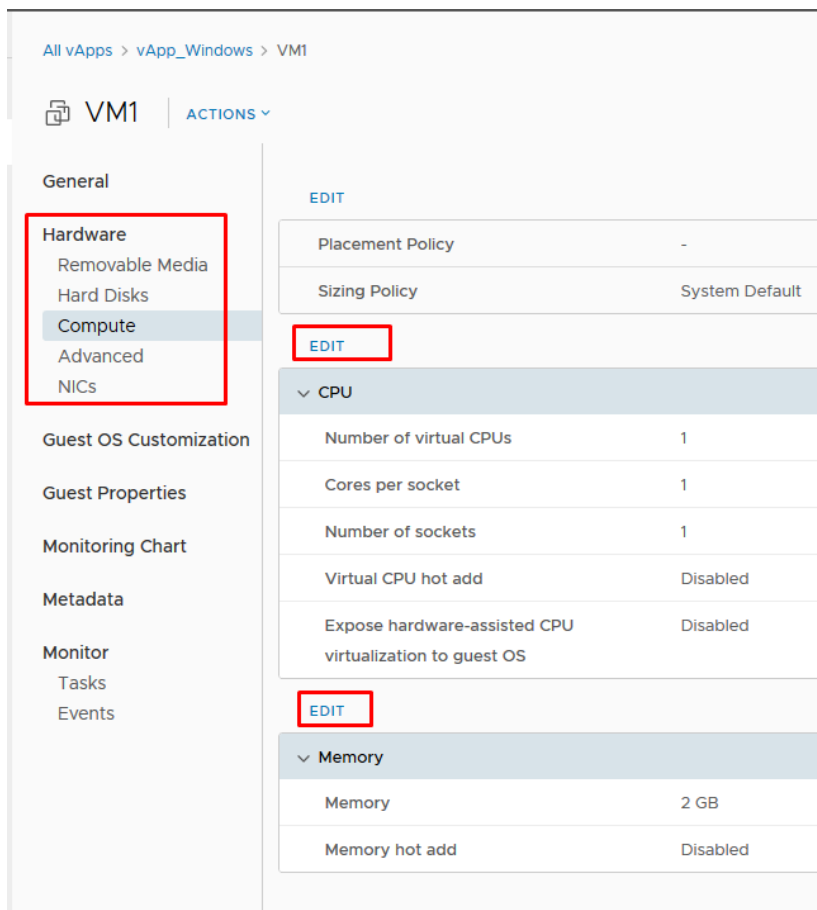 All vApps > vApp_Windows > VM1
VM1 ACTIONS
General
Hardware
Removable Media
Hard Disks
Compute
Advanced
NICs
Guest OS Customization
Guest Properties
Monitoring Chart
Metadata
Monitor
Tasks
Events
EDIT
Placement Policy -
Sizing Policy System Default
EDIT
CPU
Number of virtual CPUs 1
Cores per socket 1
Number of sockets 1
Virtual CPU hot add Disabled
Expose hardware-assisted CPU Disabled
virtualization to guest OS
EDIT
Memory
Memory 2 GB
Memory hot add Disabled